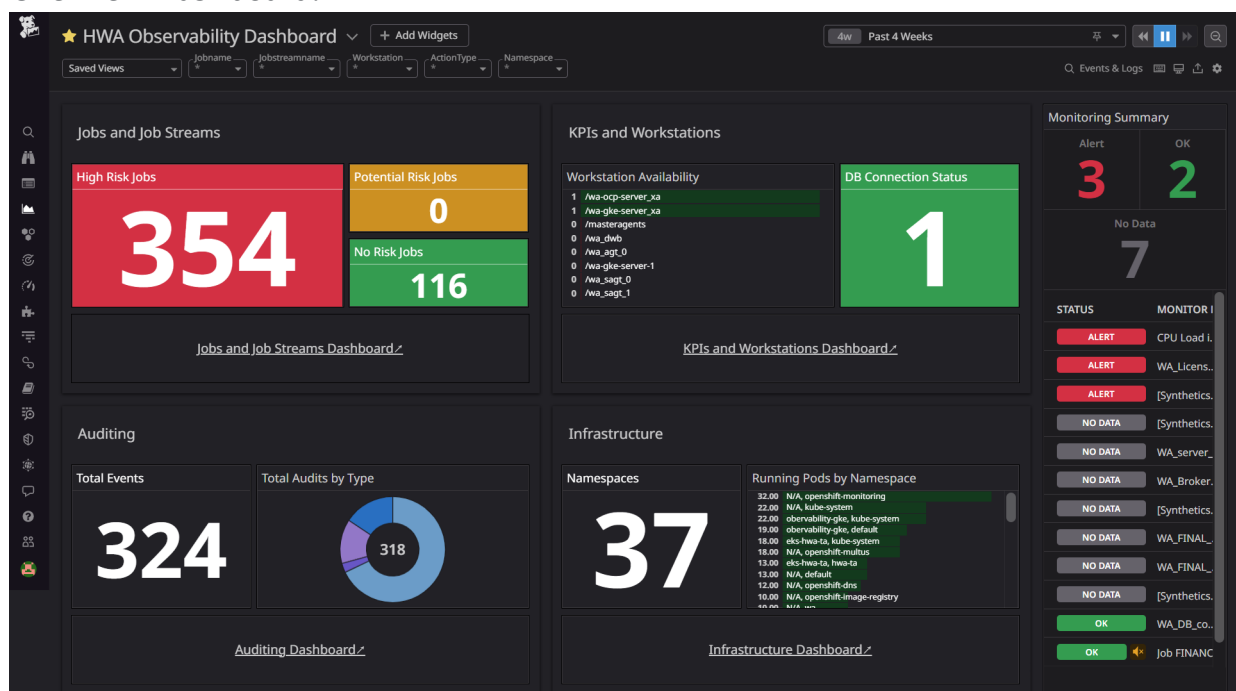 HWA Observability Dashboard
+ Add Widgets
4w Past 4 Weeks
Saved Views
Jobname
*
Jobstreamname
*
Workstation
*
ActionType
*
Namespace
*
Events & Logs
Jobs and Job Streams
High Risk Jobs
354
Potential Risk Jobs
0
No Risk Jobs
116
Jobs and Job Streams Dashboard↗
KPIs and Workstations
Workstation Availability
1 /wa-ocp-server_xa
1 /wa-gke-server_xa
0 /masteragents
0 /wa_dwb
0 /wa_agt_0
0 /wa-gke-server-1
0 /wa_sagt_0
0 /wa_sagt_1
DB Connection Status
1
KPIs and Workstations Dashboard↗
Monitoring Summary
Alert
3
OK
2
No Data
7
STATUS MONITOR
ALERT CPU Load i.
ALERT WA_Licens..
ALERT [Synthetics.
NO DATA [Synthetics.
NO DATA WA_server_
NO DATA WA_Broker.
NO DATA [Synthetics.
NO DATA WA_FINAL_.
NO DATA WA_FINAL_.
NO DATA [Synthetics.
OK WA_DB_co..
OK Job FINANC
Auditing
Total Events
324
Total Audits by Type
318
Auditing Dashboard↗
Infrastructure
Namespaces
37
Running Pods by Namespace
32.00 N/A, openshift-monitoring
22.00 N/A, kube-system
22.00 obervability-gke, kube-system
19.00 obervability-gke, default
18.00 eks-hwa-ta, kube-system
18.00 N/A, openshift-multus
13.00 eks-hwa-ta, hwa-ta
13.00 N/A, default
12.00 N/A, openshift-dns
10.00 N/A, openshift-image-registry
Infrastructure Dashboard↗